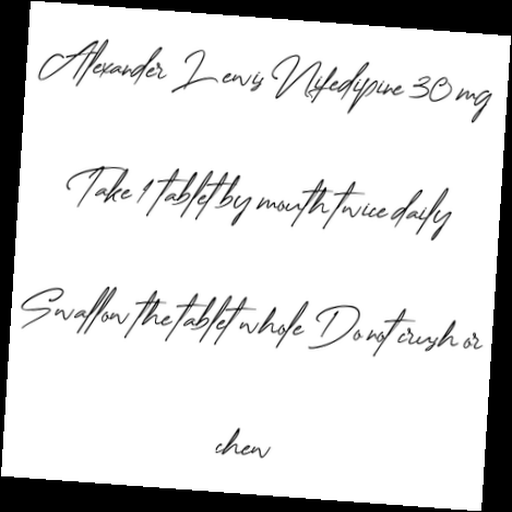 Alexander Lewis Nifedipine 30 mg
Take 1 tablet by mouth twice daily
Swallow the tablet whole Do not crush or
chew